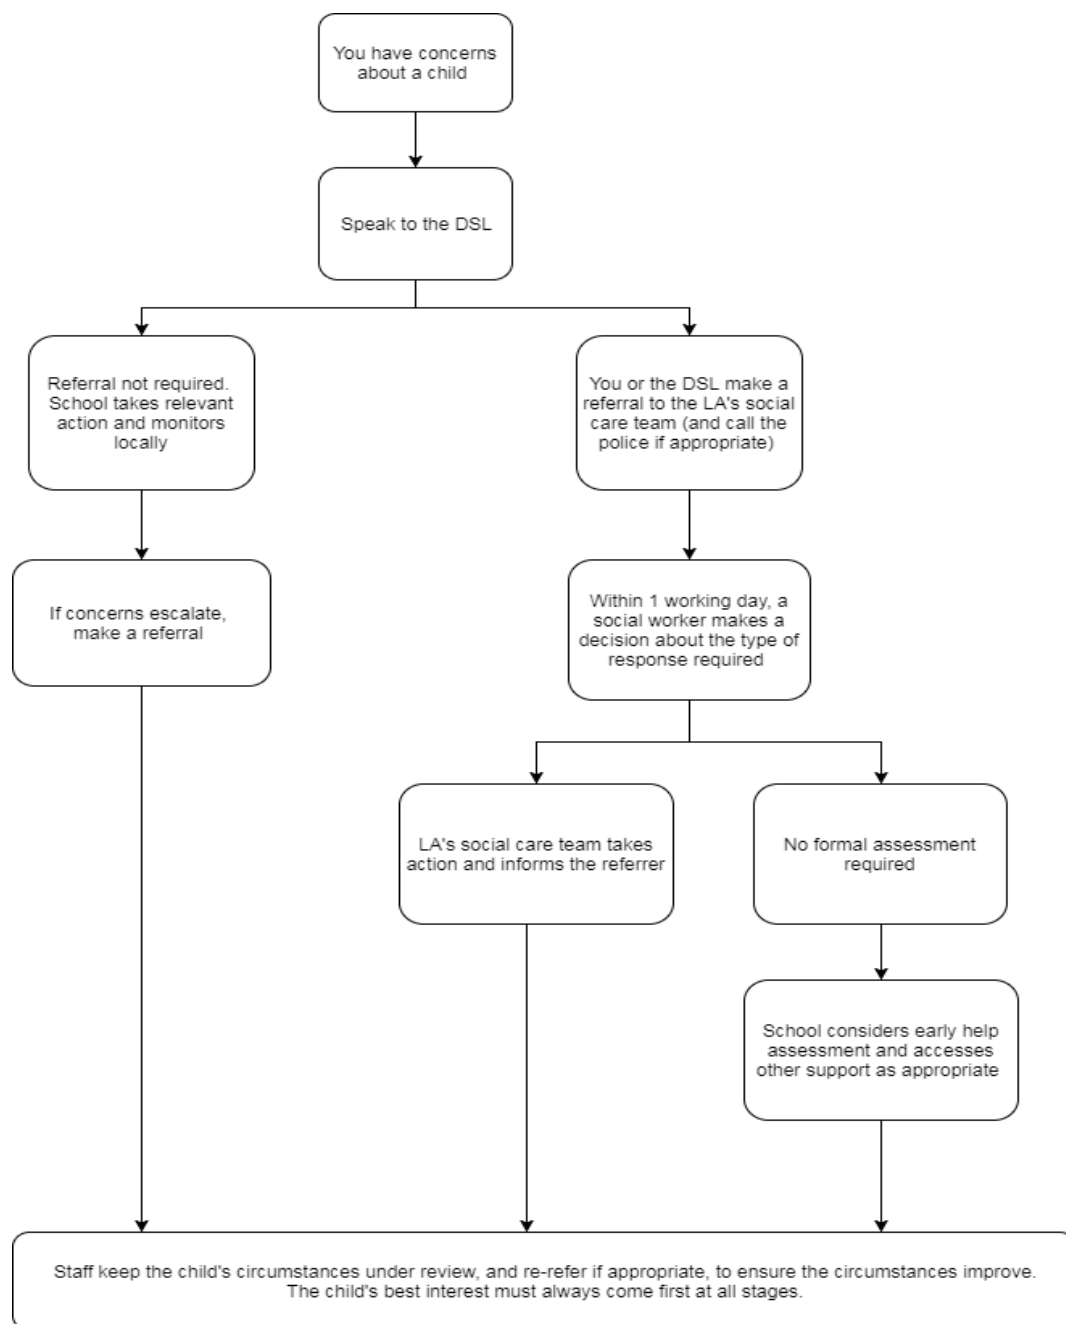 You have concerns
about a child
Speak to the DSL
Referral not required.
School takes relevant
action and monitors
locally
You or the DSL make a
referral to the LA's social
care team (and call the
police if appropriate)
If concerns escalate,
make a referral
Within 1 working day, a
social worker makes a
decision about the type of
response required
LA's social care team takes
action and informs the referrer
No formal assessment
required
School considers early help
assessment and accesses
other support as appropriate
Staff keep the child's circumstances under review, and re-refer if appropriate, to ensure the circumstances improve.
The child's best interest must always come first at all stages.